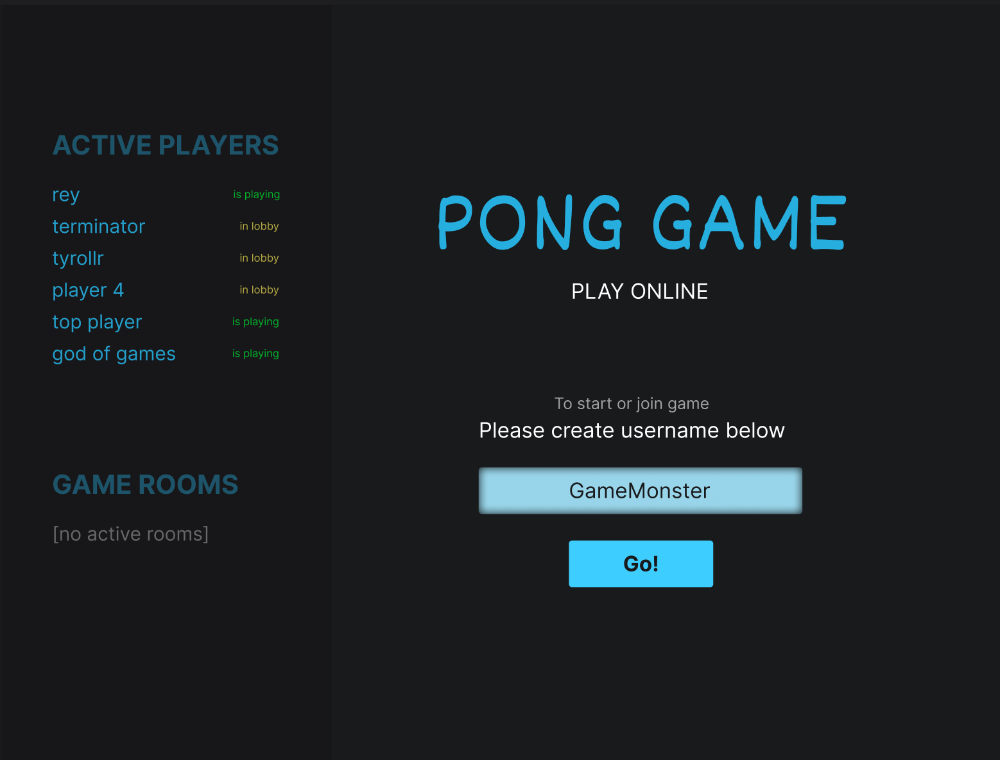 ACTIVE PLAYERS
rey is playing
terminator in lobby
tyrollr in lobby
player 4 in lobby
top player is playing
god of games is playing
GAME ROOMS
[no active rooms]
PONG GAME
PLAY ONLINE
To start or join game
Please create username below
GameMonster
Go!